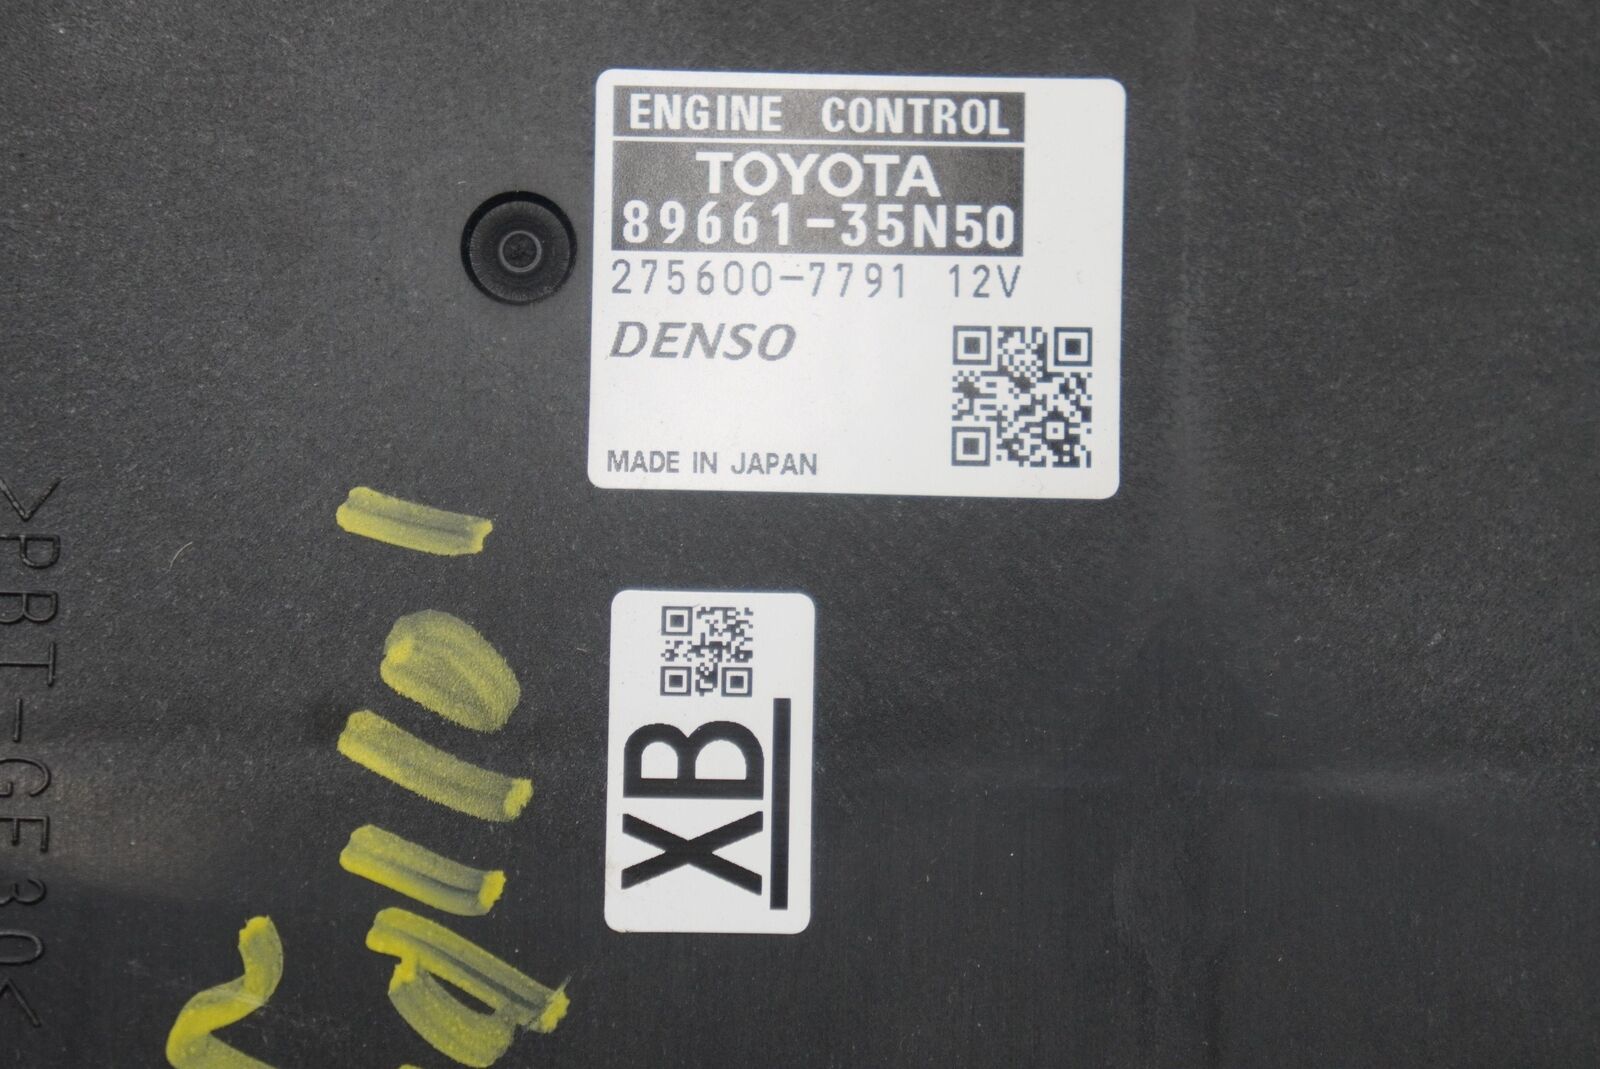 ENGINE CONTROL
TOYOTA
89661-35N50
275600-7791 12V
DENSO
MADE IN JAPAN
XB
>PBT-GF30<